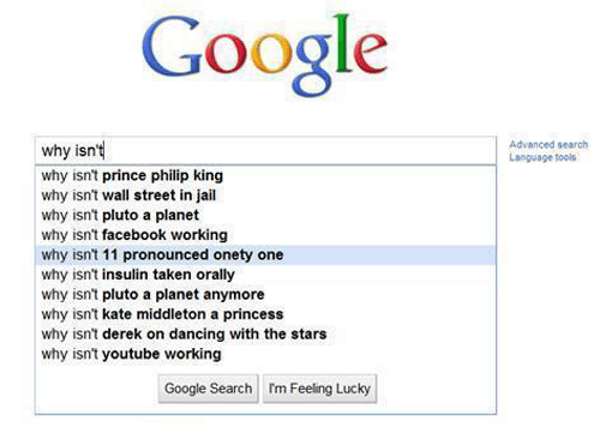 Google
why isn't
Advanced search
Language tools
why isn't prince philip king
why isn't wall street in jail
why isn't pluto a planet
why isn't facebook working
why isn't 11 pronounced onety one
why isn't insulin taken orally
why isn't pluto a planet anymore
why isn't kate middleton a princess
why isn't derek on dancing with the stars
why isn't youtube working
Google Search I'm Feeling Lucky